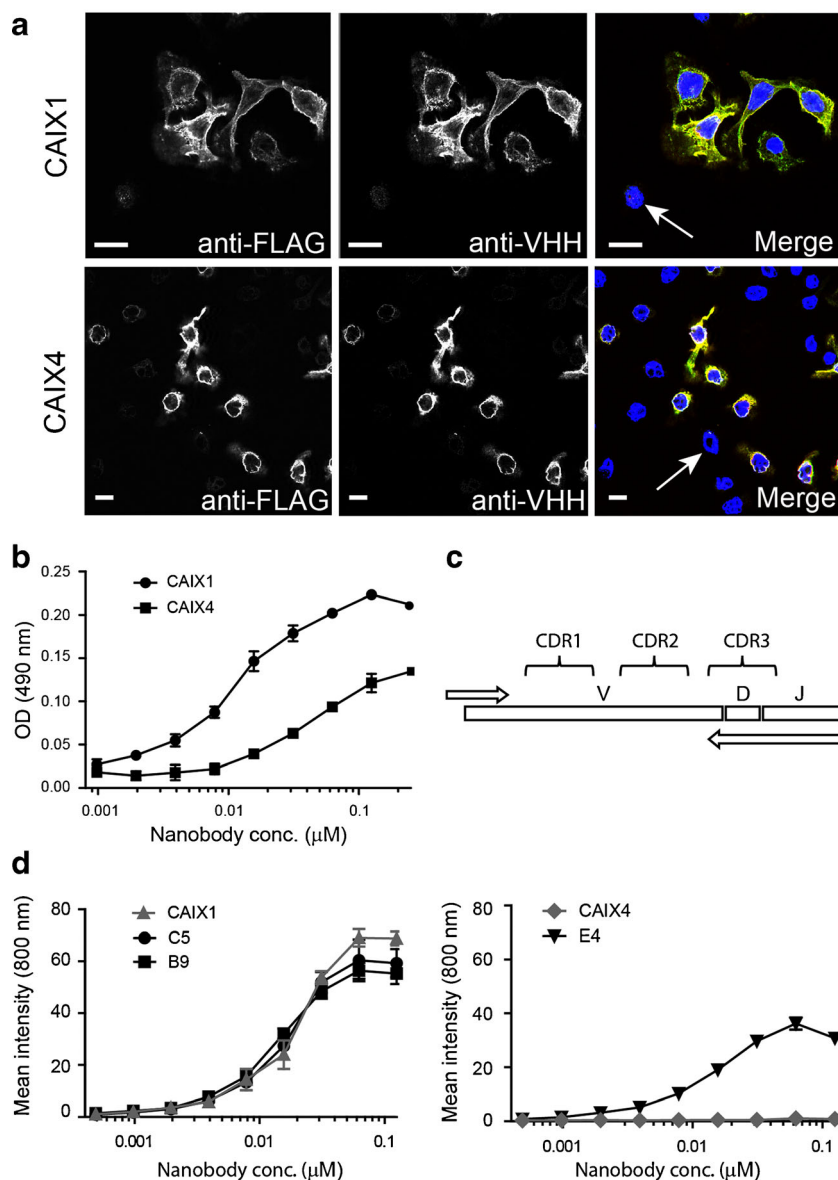 a
CAIX1
anti-FLAG
anti-VHH
Merge
CAIX4
anti-FLAG
anti-VHH
Merge
b
CAIX1
CAIX4
OD (490 nm)
0.25
0.20
0.15
0.10
0.05
0.00
0.001
0.01
0.1
Nanobody conc. (μM)
c
CDR1
CDR2
CDR3
V
D
J
d
CAIX1
C5
B9
Mean intensity (800 nm)
80
60
40
20
0
0.001
0.01
0.1
Nanobody conc. (μM)
CAIX4
E4
Mean intensity (800 nm)
80
60
40
20
0
0.001
0.01
0.1
Nanobody conc. (μM)